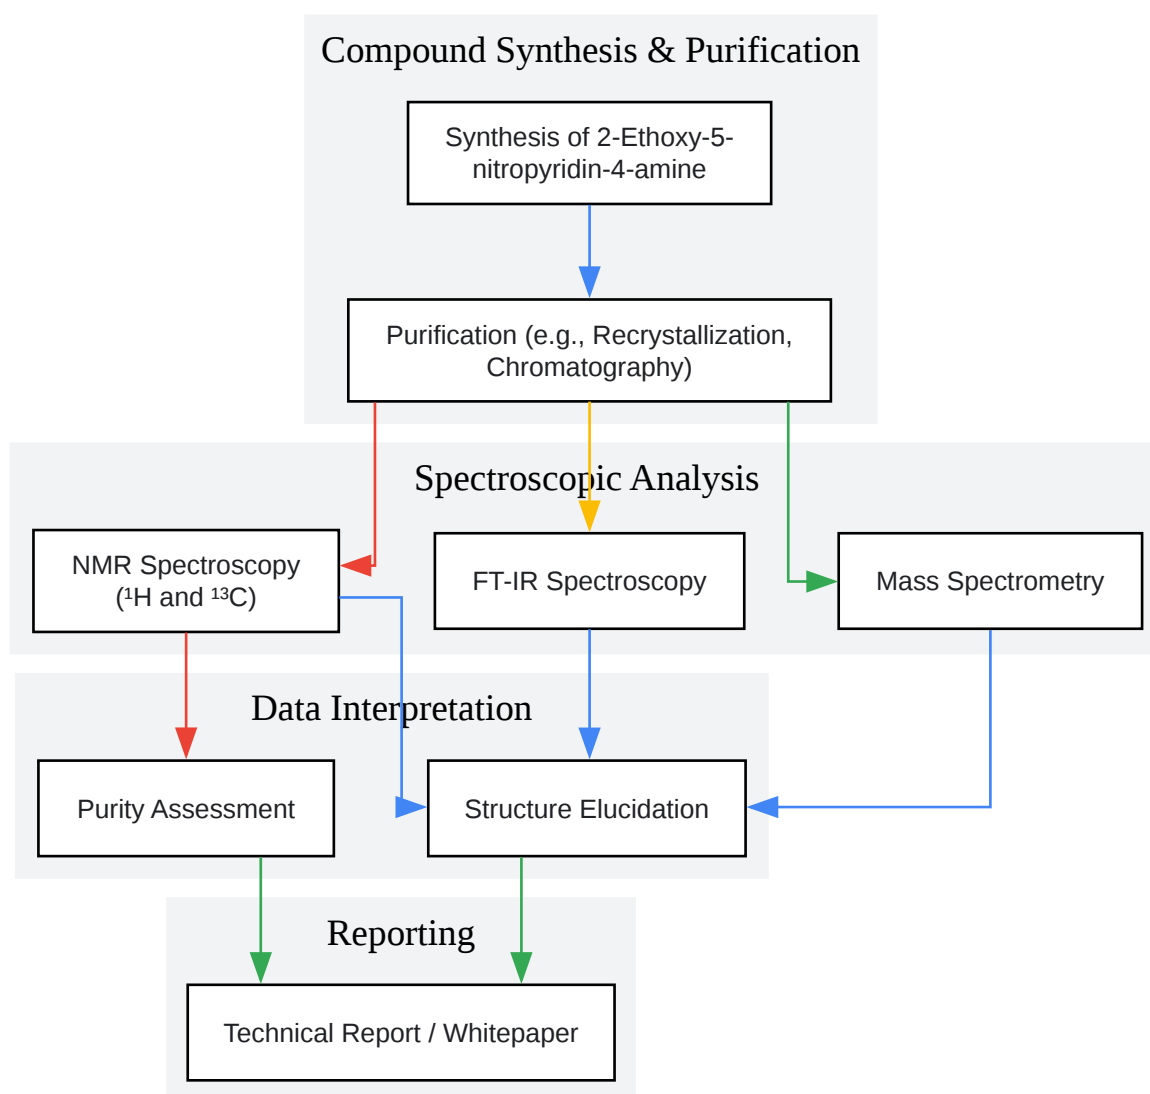 Compound Synthesis & Purification
Synthesis of 2-Ethoxy-5-
nitropyridin-4-amine
Purification (e.g., Recrystallization,
Chromatography)
Spectroscopic Analysis
NMR Spectroscopy
(¹H and ¹³C)
FT-IR Spectroscopy
Mass Spectrometry
Data Interpretation
Purity Assessment
Structure Elucidation
Reporting
Technical Report / Whitepaper